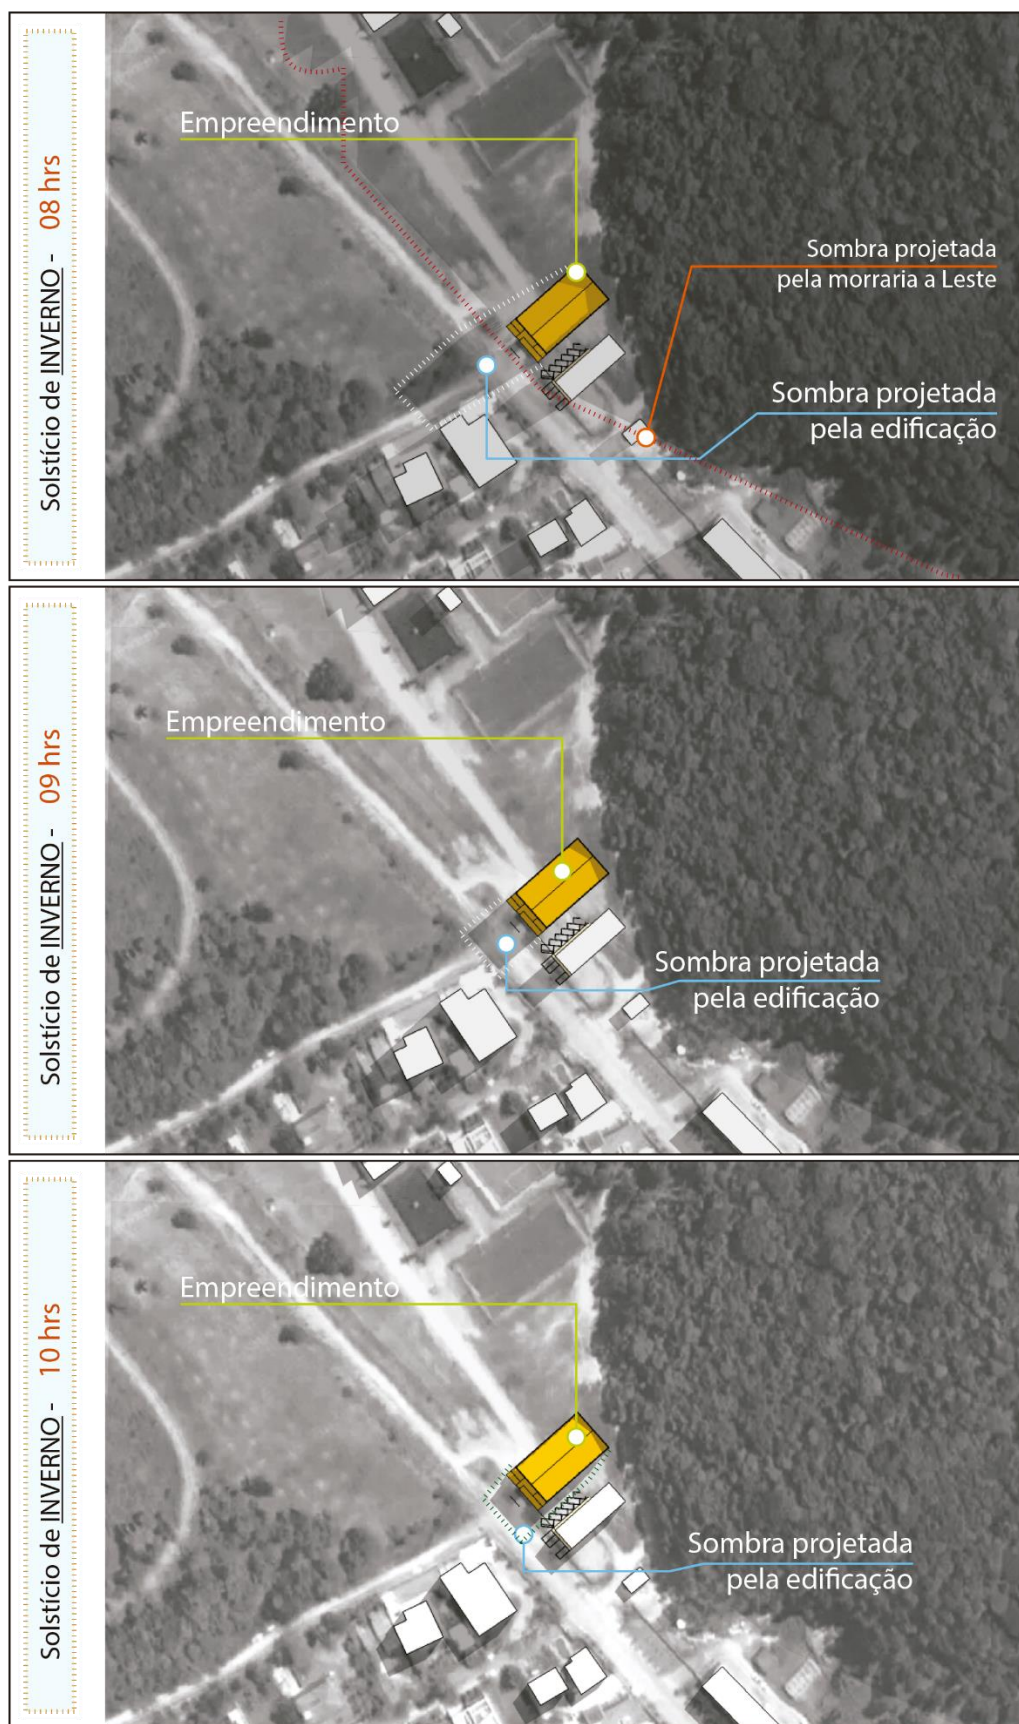 Solstício de INVERNO - 08 hrs
Empreendimento
Sombra projetada
pela morraria a Leste
Sombra projetada
pela edificação
Solstício de INVERNO - 09 hrs
Empreendimento
Sombra projetada
pela edificação
Solstício de INVERNO - 10 hrs
Empreendimento
Sombra projetada
pela edificação